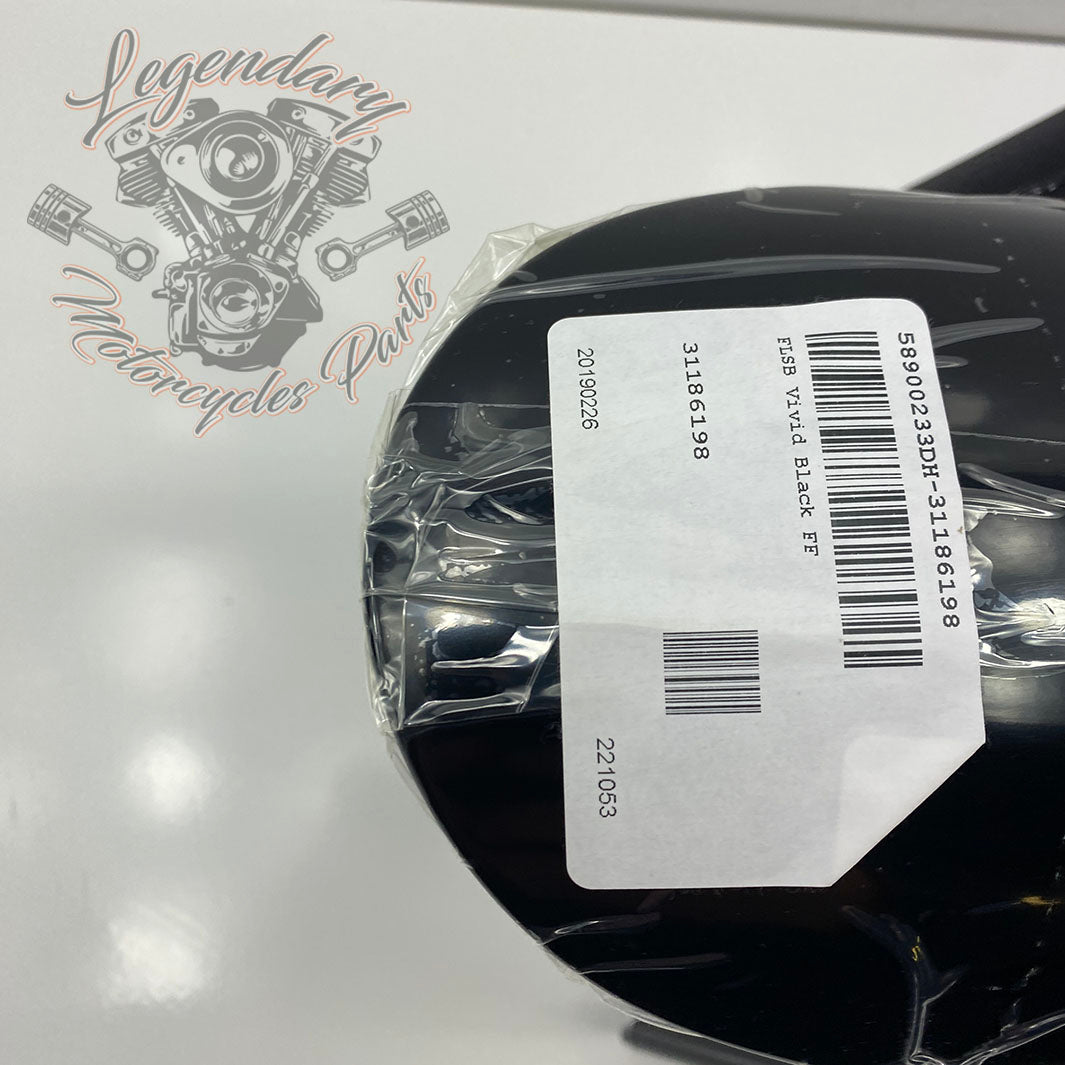 Legendary
Motorcycles Parts
58900233DH-31186198
FLSB Vivid Black FF
31186198
20190226
221053